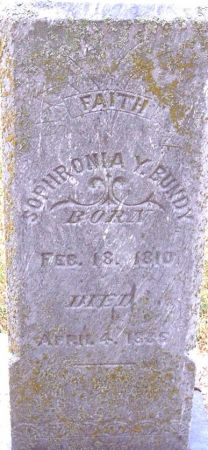 FAITH
SOPHRONIA Y. BUNDY
BORN
FEB. 18. 1810
DIED
APRIL 4.